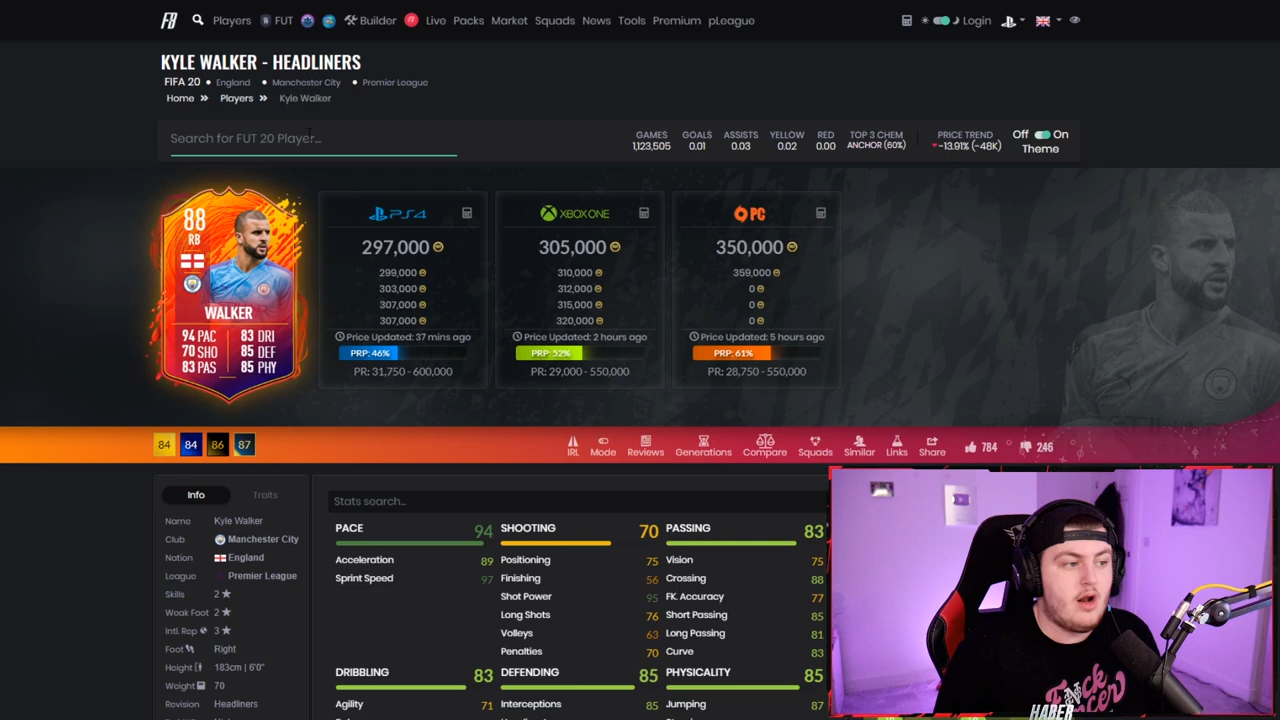 Players FUT Builder Live Packs Market Squads News Tools Premium pLeague Login
KYLE WALKER - HEADLINERS
FIFA 20 • England • Manchester City • Premier League
Home » Players » Kyle Walker
Search for FUT 20 Player...
GAMES GOALS ASSISTS YELLOW RED TOP 3 CHEM PRICE TREND Off On
1,123,505 0.01 0.03 0.02 0.00 ANCHOR (60%) -13.91% (-48K) Theme
88
RB
WALKER
94 PAC 83 DRI
70 SHO 85 DEF
83 PAS 85 PHY
PS4
297,000
299,000
303,000
307,000
307,000
Price Updated: 37 mins ago
PRP: 46%
PR: 31,750 - 600,000
XBOX ONE
305,000
310,000
312,000
315,000
320,000
Price Updated: 2 hours ago
PRP: 52%
PR: 29,000 - 550,000
PC
350,000
359,000
0
0
0
Price Updated: 5 hours ago
PRP: 61%
PR: 28,750 - 550,000
84 84 86 87
IRL Mode Reviews Generations Compare Squads Similar Links Share 784 246
Info Traits
Name Kyle Walker
Club Manchester City
Nation England
League Premier League
Skills 2
Weak Foot 2
Intl. Rep 3
Foot Right
Height 183cm | 6'0"
Weight 70
Revision Headliners
Stats search...
PACE 94
Acceleration 89
Sprint Speed 97
SHOOTING 70
Positioning 75
Finishing 56
Shot Power 95
Long Shots 76
Volleys 63
Penalties 70
PASSING 83
Vision 75
Crossing 88
FK. Accuracy 77
Short Passing 85
Long Passing 81
Curve 83
DRIBBLING 83
Agility 71
DEFENDING 85
Interceptions 85
PHYSICALITY 85
Jumping 87
HABER